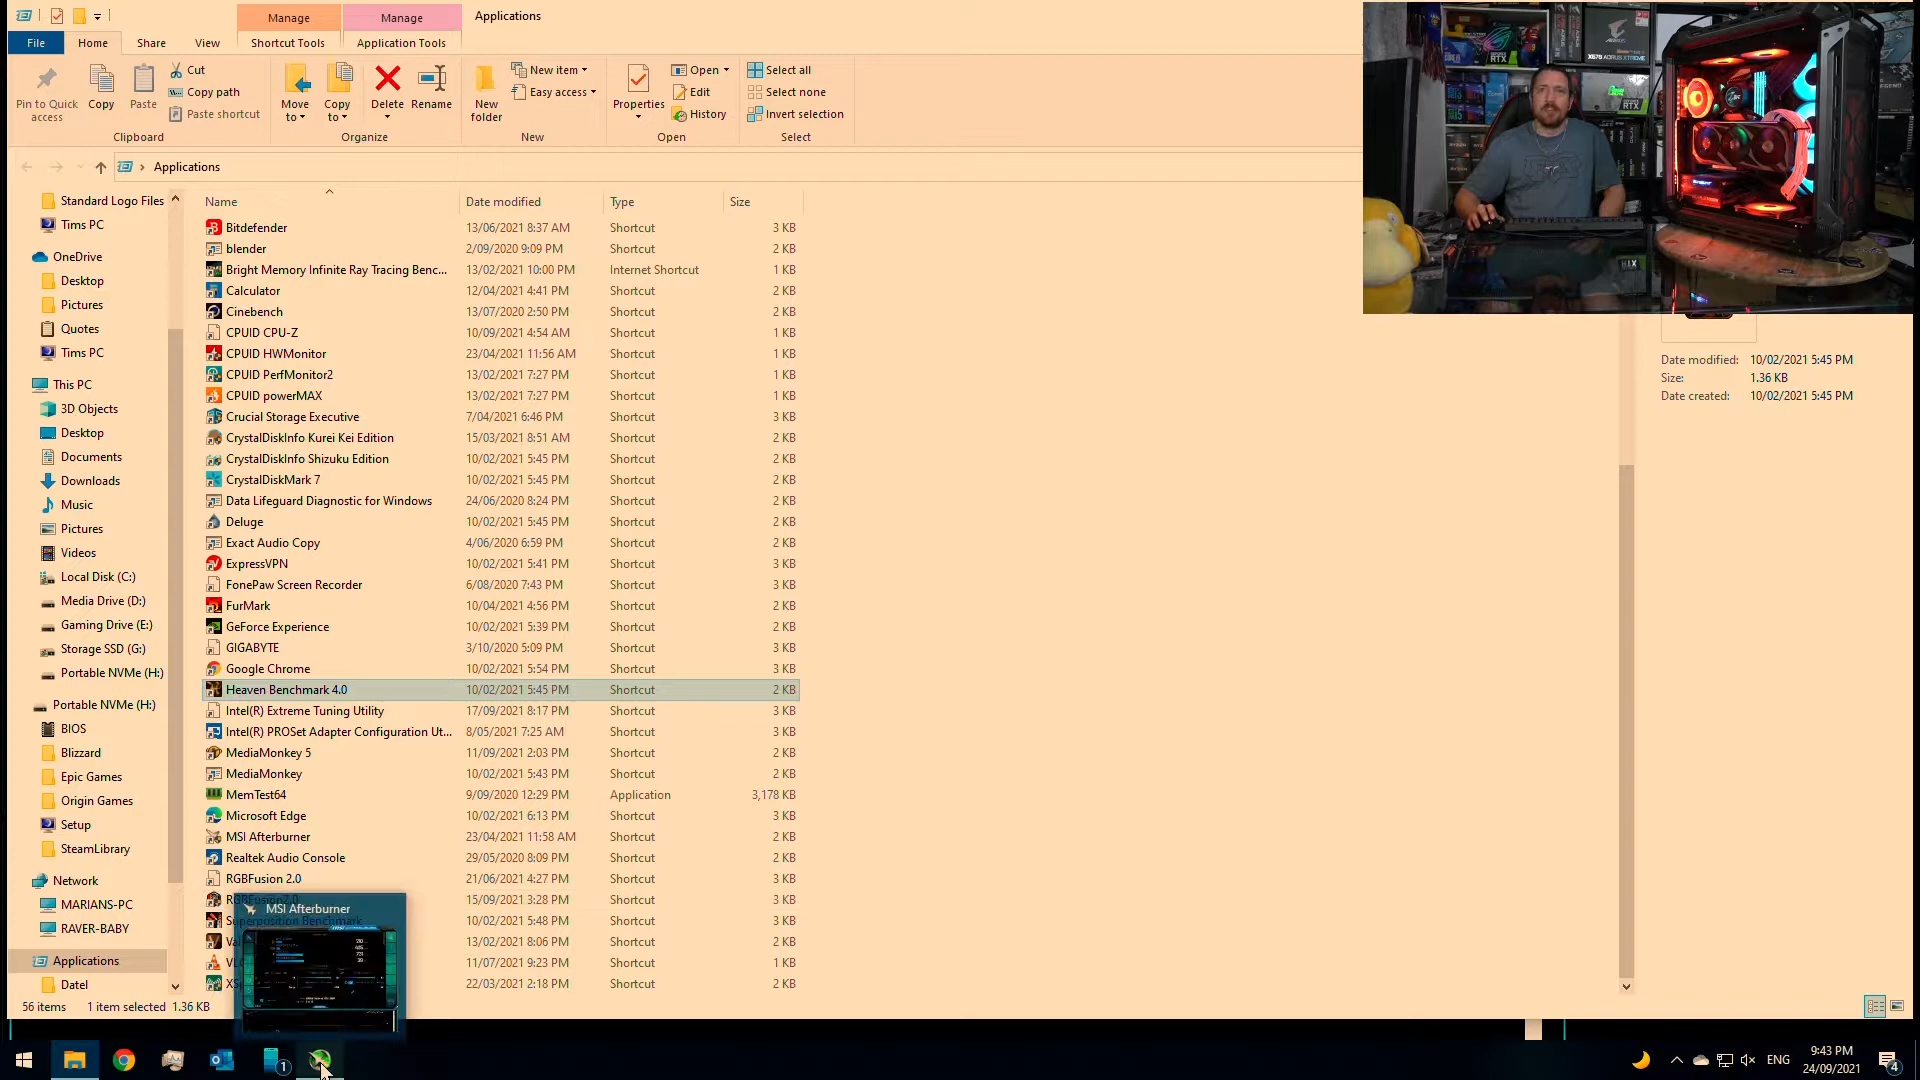 Manage
Manage
Applications
File
Home
Share
View
Shortcut Tools
Application Tools
Pin to Quick
access
Copy
Paste
Cut
Copy path
Paste shortcut
Clipboard
Move
to
Copy
to
Delete
Rename
Organize
New
folder
New item
Easy access
New
Properties
Open
Edit
History
Open
Select all
Select none
Invert selection
Select
Applications
Standard Logo Files
Tims PC
OneDrive
Desktop
Pictures
Quotes
Tims PC
This PC
3D Objects
Desktop
Documents
Downloads
Music
Pictures
Videos
Local Disk (C:)
Media Drive (D:)
Gaming Drive (E:)
Storage SSD (G:)
Portable NVMe (H:)
Portable NVMe (H:)
BIOS
Blizzard
Epic Games
Origin Games
Setup
SteamLibrary
Network
MARIANS-PC
RAVER-BABY
Applications
Datel
Name Date modified Type Size
Bitdefender 13/06/2021 8:37 AM Shortcut 3 KB
blender 2/09/2020 9:09 PM Shortcut 2 KB
Bright Memory Infinite Ray Tracing Benc... 13/02/2021 10:00 PM Internet Shortcut 1 KB
Calculator 12/04/2021 4:41 PM Shortcut 2 KB
Cinebench 13/07/2020 2:50 PM Shortcut 2 KB
CPUID CPU-Z 10/09/2021 4:54 AM Shortcut 1 KB
CPUID HWMonitor 23/04/2021 11:56 AM Shortcut 1 KB
CPUID PerfMonitor2 13/02/2021 7:27 PM Shortcut 1 KB
CPUID powerMAX 13/02/2021 7:27 PM Shortcut 1 KB
Crucial Storage Executive 7/04/2021 6:46 PM Shortcut 3 KB
CrystalDiskInfo Kurei Kei Edition 15/03/2021 8:51 AM Shortcut 2 KB
CrystalDiskInfo Shizuku Edition 10/02/2021 5:45 PM Shortcut 2 KB
CrystalDiskMark 7 10/02/2021 5:45 PM Shortcut 2 KB
Data Lifeguard Diagnostic for Windows 24/06/2020 8:24 PM Shortcut 2 KB
Deluge 10/02/2021 5:45 PM Shortcut 2 KB
Exact Audio Copy 4/06/2020 6:59 PM Shortcut 2 KB
ExpressVPN 10/02/2021 5:41 PM Shortcut 3 KB
FonePaw Screen Recorder 6/08/2020 7:43 PM Shortcut 3 KB
FurMark 10/04/2021 4:56 PM Shortcut 2 KB
GeForce Experience 10/02/2021 5:39 PM Shortcut 3 KB
GIGABYTE 3/10/2020 5:09 PM Shortcut 3 KB
Google Chrome 10/02/2021 5:54 PM Shortcut 3 KB
Heaven Benchmark 4.0 10/02/2021 5:45 PM Shortcut 2 KB
Intel(R) Extreme Tuning Utility 17/09/2021 8:17 PM Shortcut 3 KB
Intel(R) PROSet Adapter Configuration Ut... 8/05/2021 7:25 AM Shortcut 3 KB
MediaMonkey 5 11/09/2021 2:03 PM Shortcut 2 KB
MediaMonkey 10/02/2021 5:43 PM Shortcut 2 KB
MemTest64 9/09/2020 12:29 PM Application 3,178 KB
Microsoft Edge 10/02/2021 6:13 PM Shortcut 3 KB
MSI Afterburner 23/04/2021 11:58 AM Shortcut 2 KB
Realtek Audio Console 29/05/2020 8:09 PM Shortcut 3 KB
RGBFusion 2.0 21/06/2021 4:27 PM Shortcut 3 KB
RGBFusion2.0 15/09/2021 3:28 PM Shortcut 3 KB
MSI Afterburner
Superposition Benchmark 10/02/2021 5:48 PM Shortcut 3 KB
13/02/2021 8:06 PM Shortcut 2 KB
11/07/2021 9:23 PM Shortcut 1 KB
22/03/2021 2:18 PM Shortcut 2 KB
Date modified: 10/02/2021 5:45 PM
Size: 1.36 KB
Date created: 10/02/2021 5:45 PM
56 items 1 item selected 1.36 KB
1
ENG
9:43 PM
24/09/2021
4